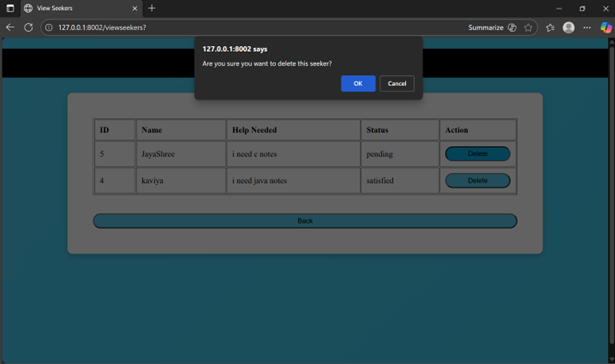 View Seekers
127.0.0.1:8002/viewseekers?
Summarize
127.0.0.1:8002 says
Are you sure you want to delete this seeker?
OK Cancel
ID Name Help Needed Status Action
5 JayaShree i need c notes pending Delete
4 kaviya i need java notes satisfied Delete
Back